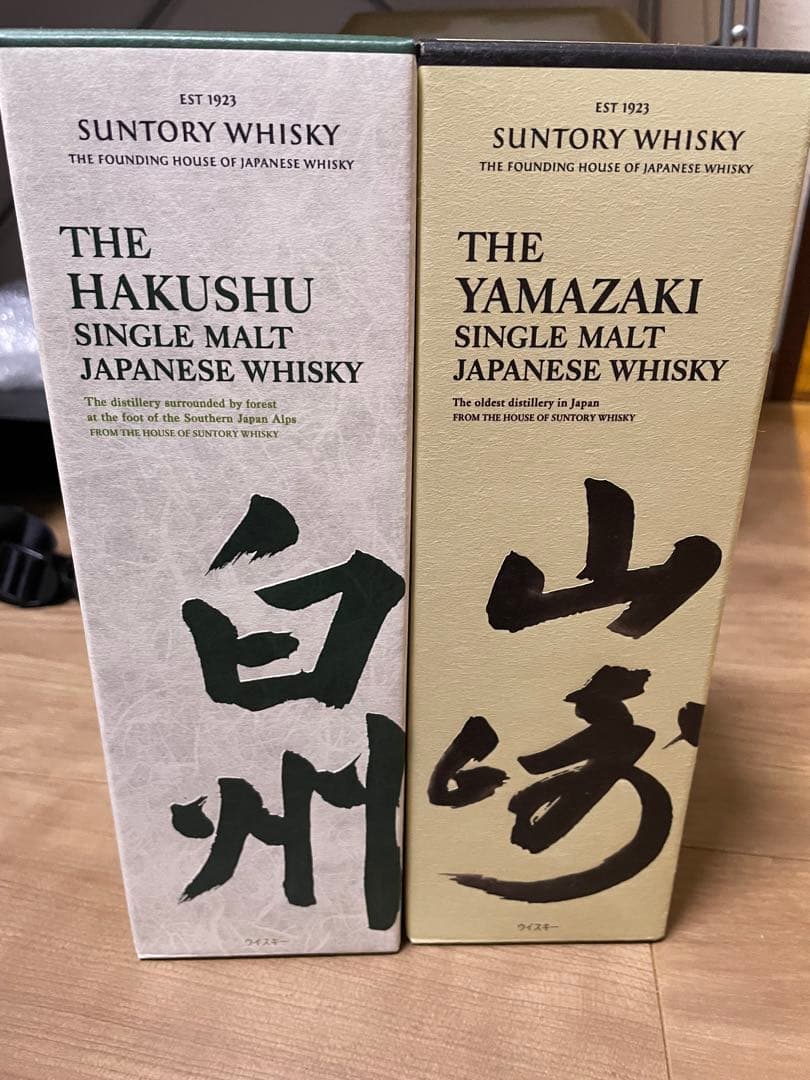 EST 1923
SUNTORY WHISKY
THE FOUNDING HOUSE OF JAPANESE WHISKY
THE
HAKUSHU
SINGLE MALT
JAPANESE WHISKY
The distillery surrounded by forest
at the foot of the Southern Japan Alps
FROM THE HOUSE OF SUNTORY WHISKY
白
州
ウイスキー
EST 1923
SUNTORY WHISKY
THE FOUNDING HOUSE OF JAPANESE WHISKY
THE
YAMAZAKI
SINGLE MALT
JAPANESE WHISKY
The oldest distillery in Japan
FROM THE HOUSE OF SUNTORY WHISKY
山
崎
ウイスキー